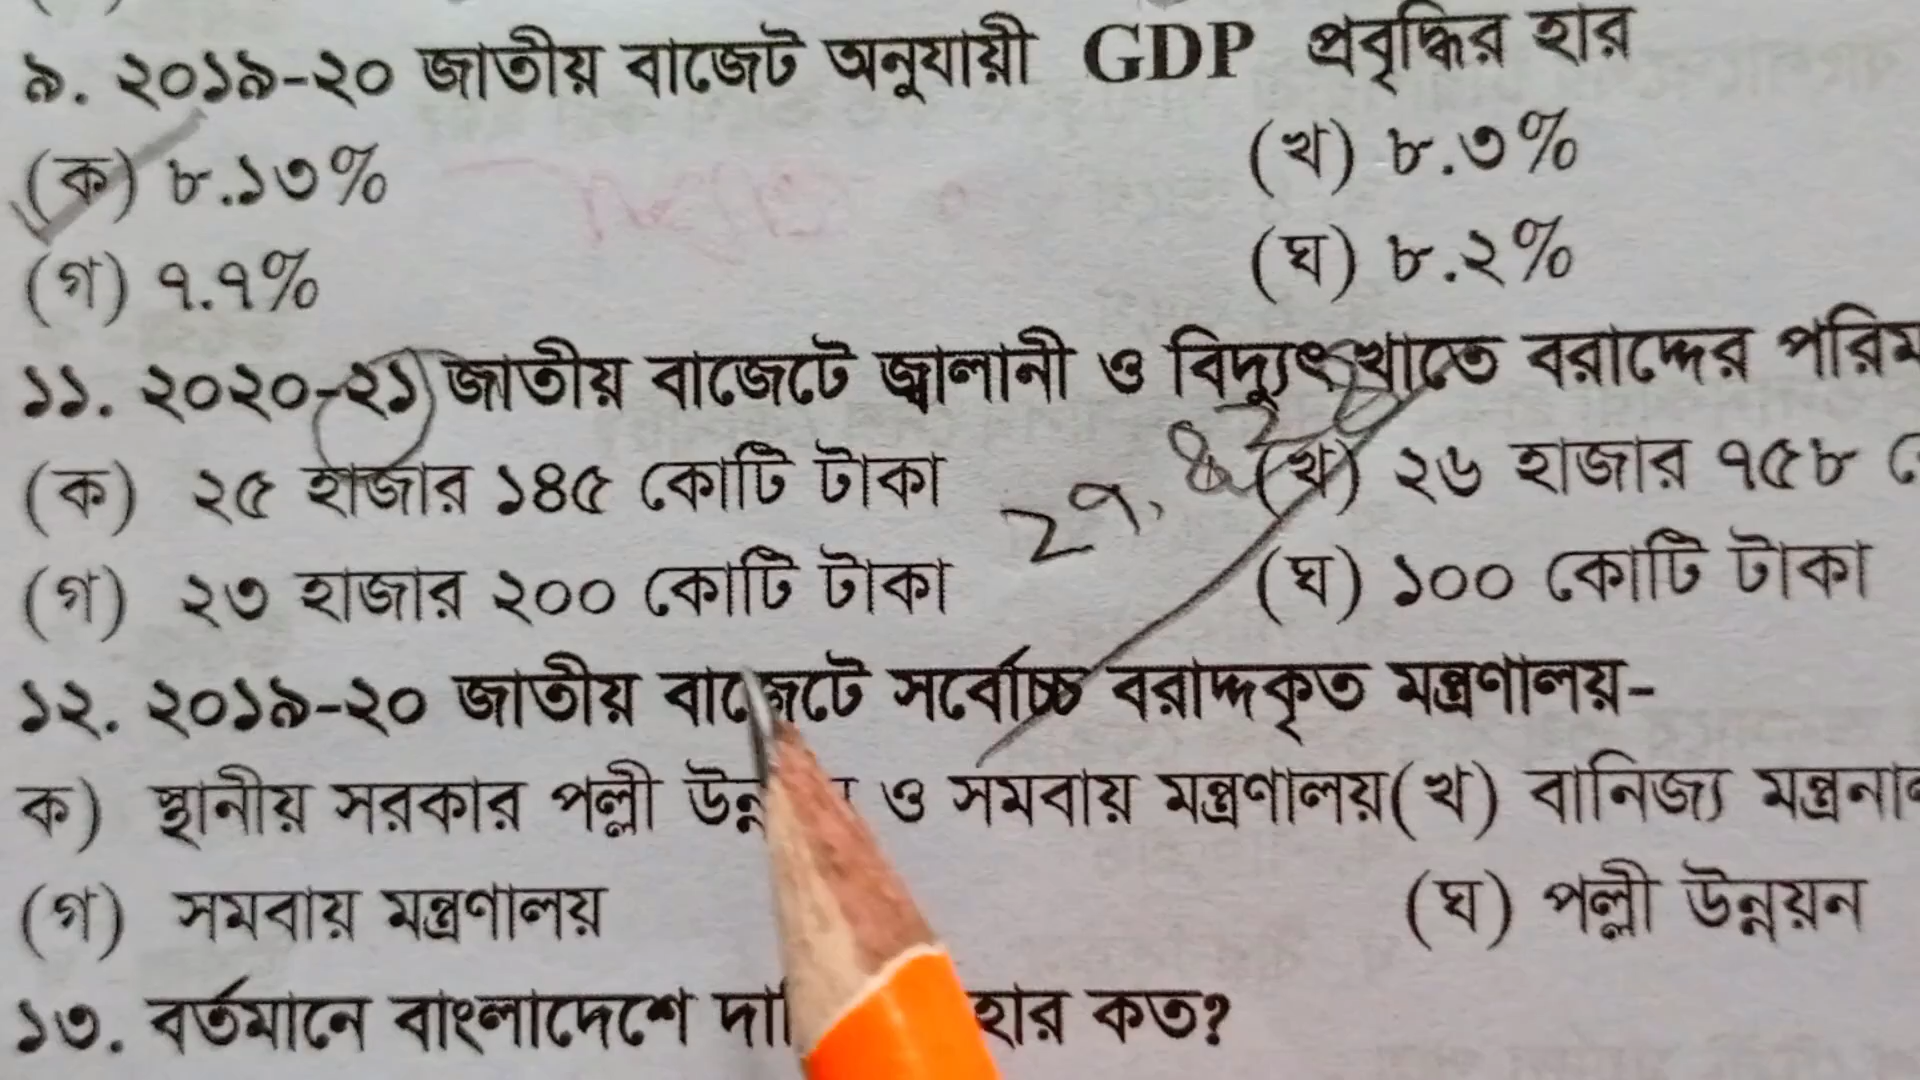 ৯. ২০১৯-২০ জাতীয় বাজেট অনুযায়ী GDP প্রবৃদ্ধির হার
(ক) ৮.১৩% (খ) ৮.৩%
(গ) ৭.৭% (ঘ) ৮.২%
১১. ২০২০-২১ জাতীয় বাজেটে জ্বালানী ও বিদ্যুৎ খাতে বরাদ্দের
(ক) ২৫ হাজার ১৪৫ কোটি টাকা (খ) ২৬ হাজার ৭৫৮
(গ) ২৩ হাজার ২০০ কোটি টাকা (ঘ) ১০০ কোটি টাকা
১২. ২০১৯-২০ জাতীয় বাজেটে সর্বোচ্চ বরাদ্দকৃত মন্ত্রণালয়-
ক) স্থানীয় সরকার পল্লী ও সমবায় মন্ত্রণালয় (খ) বানিজ্য
(গ) সমবায় মন্ত্রণালয় (ঘ) পল্লী উন্নয়ন
১৩. বর্তমানে বাংলাদেশে হার কত?